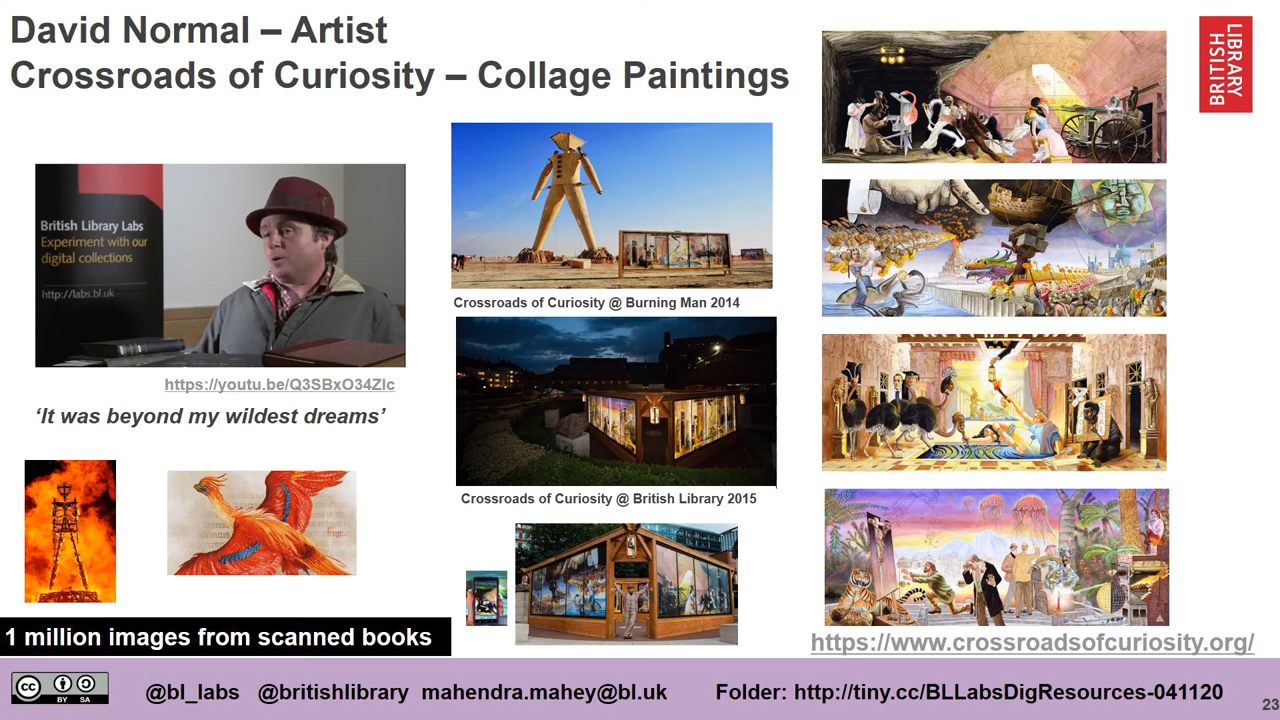 David Normal – Artist
Crossroads of Curiosity – Collage Paintings
BRITISH
LIBRARY
British Library Labs
Experiment with our
digital collections
http://labs.bl.uk
https://youtu.be/Q3SBxO34Zlc
‘It was beyond my wildest dreams’
Crossroads of Curiosity @ Burning Man 2014
Crossroads of Curiosity @ British Library 2015
1 million images from scanned books
https://www.crossroadsofcuriosity.org/
cc
BY SA
@bl_labs @britishlibrary mahendra.mahey@bl.uk Folder: http://tiny.cc/BLLabsDigResources-041120
23